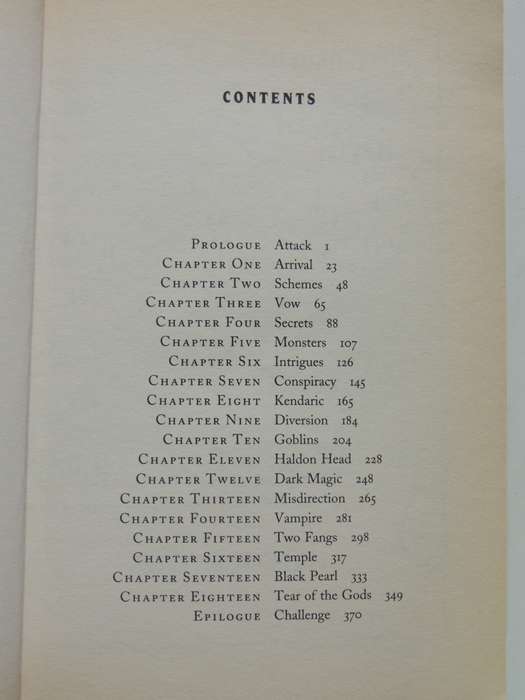 CONTENTS
PROLOGUE Attack 1
CHAPTER ONE Arrival 23
CHAPTER TWO Schemes 48
CHAPTER THREE Vow 65
CHAPTER FOUR Secrets 88
CHAPTER FIVE Monsters 107
CHAPTER SIX Intrigues 126
CHAPTER SEVEN Conspiracy 145
CHAPTER EIGHT Kendaric 165
CHAPTER NINE Diversion 184
CHAPTER TEN Goblins 204
CHAPTER ELEVEN Haldon Head 228
CHAPTER TWELVE Dark Magic 248
CHAPTER THIRTEEN Misdirection 265
CHAPTER FOURTEEN Vampire 281
CHAPTER FIFTEEN Two Fangs 298
CHAPTER SIXTEEN Temple 317
CHAPTER SEVENTEEN Black Pearl 333
CHAPTER EIGHTEEN Tear of the Gods 349
EPILOGUE Challenge 370